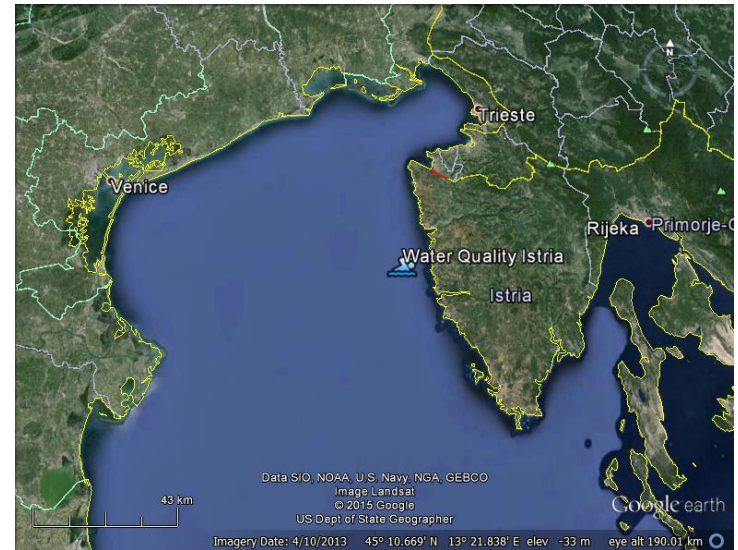 N
Trieste
Venice
Rijeka
Primorje-G
Water Quality Istria
Istria
Data SIO, NOAA, U.S. Navy, NGA, GEBCO
Image Landsat
© 2015 Google
US Dept of State Geographer
43 km
Google earth
Imagery Date: 4/10/2013 45° 10.669' N 13° 21.838' E elev -33 m eye alt 190.01 km